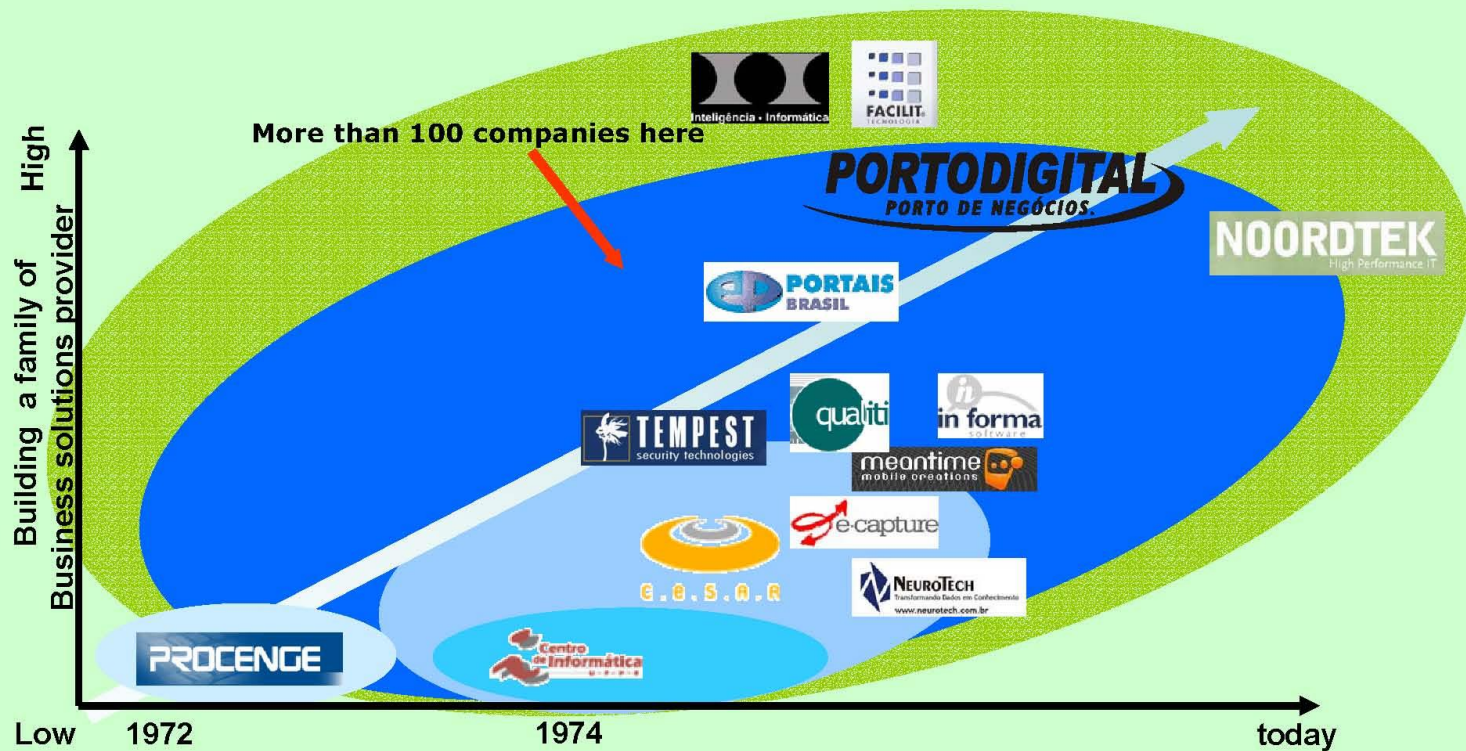 Inteligência • Informática
FACILIT
TECNOLOGIA
More than 100 companies here
High
PORTODIGITAL
PORTO DE NEGÓCIOS.
NOORDTEK
High Performance IT
PORTAIS
BRASIL
Building a family of
Business solutions provider
qualiti
in
in forma
software
TEMPEST
security technologies
meantime
mobile creations
e-capture
C.E.S.A.R
NEUROTECH
Transformando Dados em Conhecimento
www.neurotech.com.br
PROCENGE
Centro
de Informática
U·F·P·E
Low
1972
1974
today